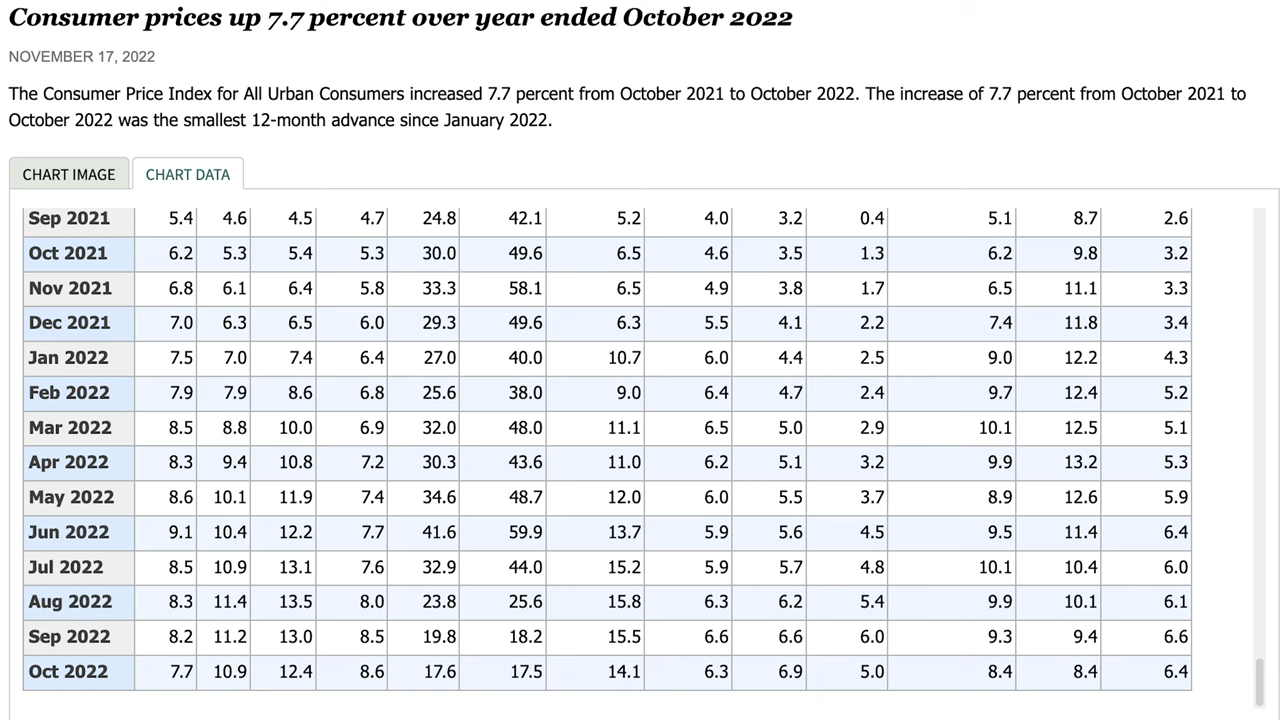 Consumer prices up 7.7 percent over year ended October 2022
NOVEMBER 17, 2022
The Consumer Price Index for All Urban Consumers increased 7.7 percent from October 2021 to October 2022. The increase of 7.7 percent from October 2021 to
October 2022 was the smallest 12-month advance since January 2022.
CHART IMAGE CHART DATA
Sep 2021 5.4 4.6 4.5 4.7 24.8 42.1 5.2 4.0 3.2 0.4 5.1 8.7 2.6
Oct 2021 6.2 5.3 5.4 5.3 30.0 49.6 6.5 4.6 3.5 1.3 6.2 9.8 3.2
Nov 2021 6.8 6.1 6.4 5.8 33.3 58.1 6.5 4.9 3.8 1.7 6.5 11.1 3.3
Dec 2021 7.0 6.3 6.5 6.0 29.3 49.6 6.3 5.5 4.1 2.2 7.4 11.8 3.4
Jan 2022 7.5 7.0 7.4 6.4 27.0 40.0 10.7 6.0 4.4 2.5 9.0 12.2 4.3
Feb 2022 7.9 7.9 8.6 6.8 25.6 38.0 9.0 6.4 4.7 2.4 9.7 12.4 5.2
Mar 2022 8.5 8.8 10.0 6.9 32.0 48.0 11.1 6.5 5.0 2.9 10.1 12.5 5.1
Apr 2022 8.3 9.4 10.8 7.2 30.3 43.6 11.0 6.2 5.1 3.2 9.9 13.2 5.3
May 2022 8.6 10.1 11.9 7.4 34.6 48.7 12.0 6.0 5.5 3.7 8.9 12.6 5.9
Jun 2022 9.1 10.4 12.2 7.7 41.6 59.9 13.7 5.9 5.6 4.5 9.5 11.4 6.4
Jul 2022 8.5 10.9 13.1 7.6 32.9 44.0 15.2 5.9 5.7 4.8 10.1 10.4 6.0
Aug 2022 8.3 11.4 13.5 8.0 23.8 25.6 15.8 6.3 6.2 5.4 9.9 10.1 6.1
Sep 2022 8.2 11.2 13.0 8.5 19.8 18.2 15.5 6.6 6.6 6.0 9.3 9.4 6.6
Oct 2022 7.7 10.9 12.4 8.6 17.6 17.5 14.1 6.3 6.9 5.0 8.4 8.4 6.4